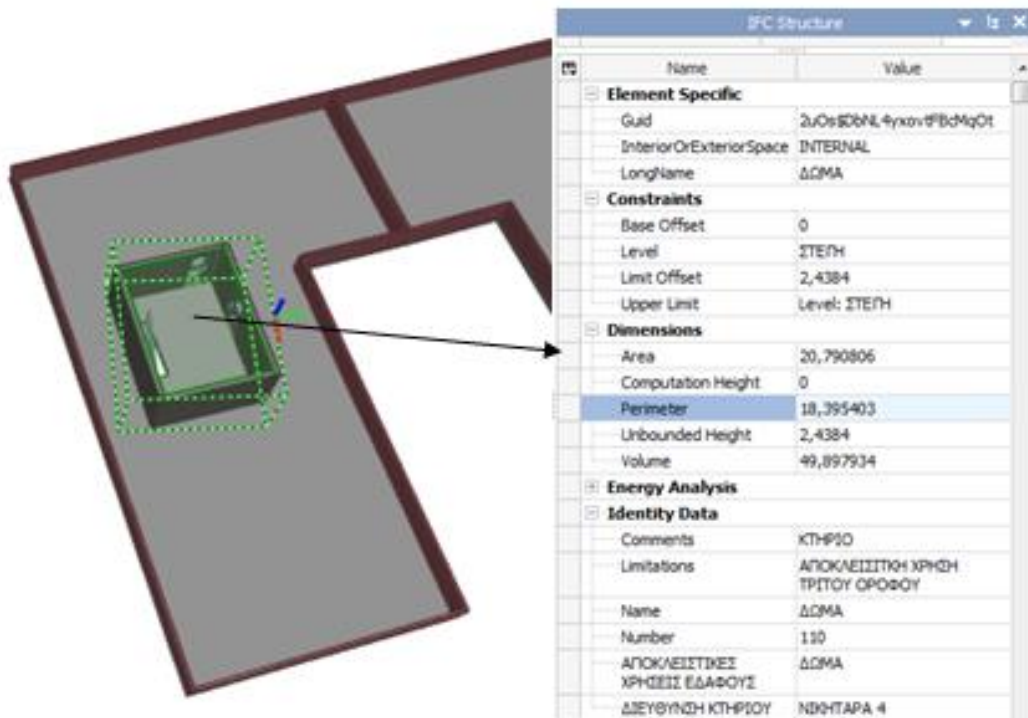 IFC Structure
Name Value
Element Specific
Guid
InteriorOrExteriorSpace INTERNAL
LongName ΔΩΜΑ
Constraints
Base Offset 0
Level ΣΤΕΓΗ
Limit Offset 2,4384
Upper Limit Level: ΣΤΕΓΗ
Dimensions
Area 20,790806
Computation Height 0
Perimeter 18,395403
Unbounded Height 2,4384
Volume 49,897934
Energy Analysis
Identity Data
Comments ΚΤΗΡΙΟ
Limitations ΑΠΟΚΛΕΙΣΙΤΚΗ ΧΡΗΣΗ
ΤΡΙΤΟΥ ΟΡΟΦΟΥ
Name ΔΩΜΑ
Number 110
ΑΠΟΚΛΕΙΣΤΙΚΕΣ ΔΩΜΑ
ΧΡΗΣΕΙΣ ΕΔΑΦΟΥΣ
ΔΙΕΥΘΥΝΣΗ ΚΤΗΡΙΟΥ ΝΙΚΗΤΑΡΑ 4